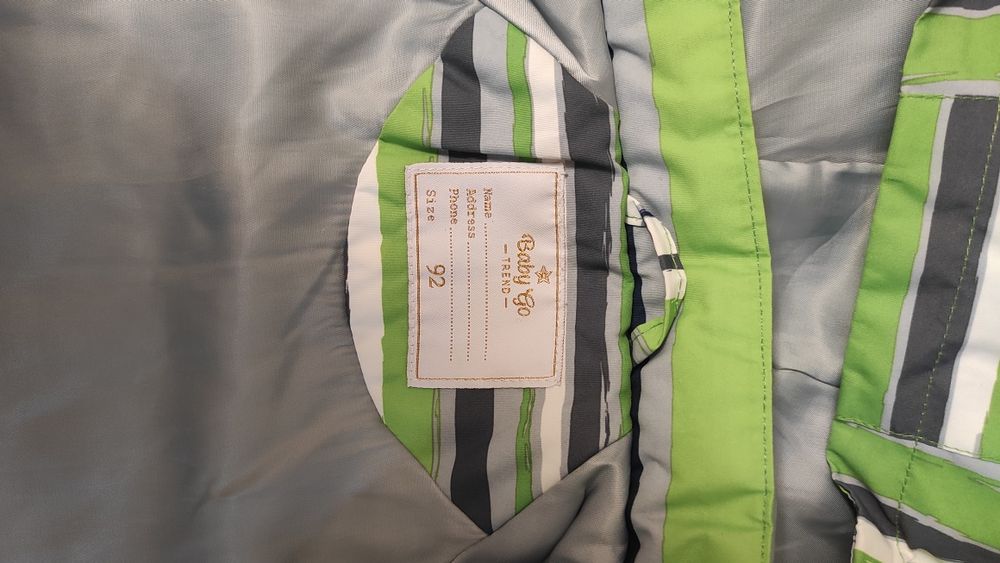 Baby Go
— TREND —
Name ....................
Address ....................
Phone ....................
Size 92